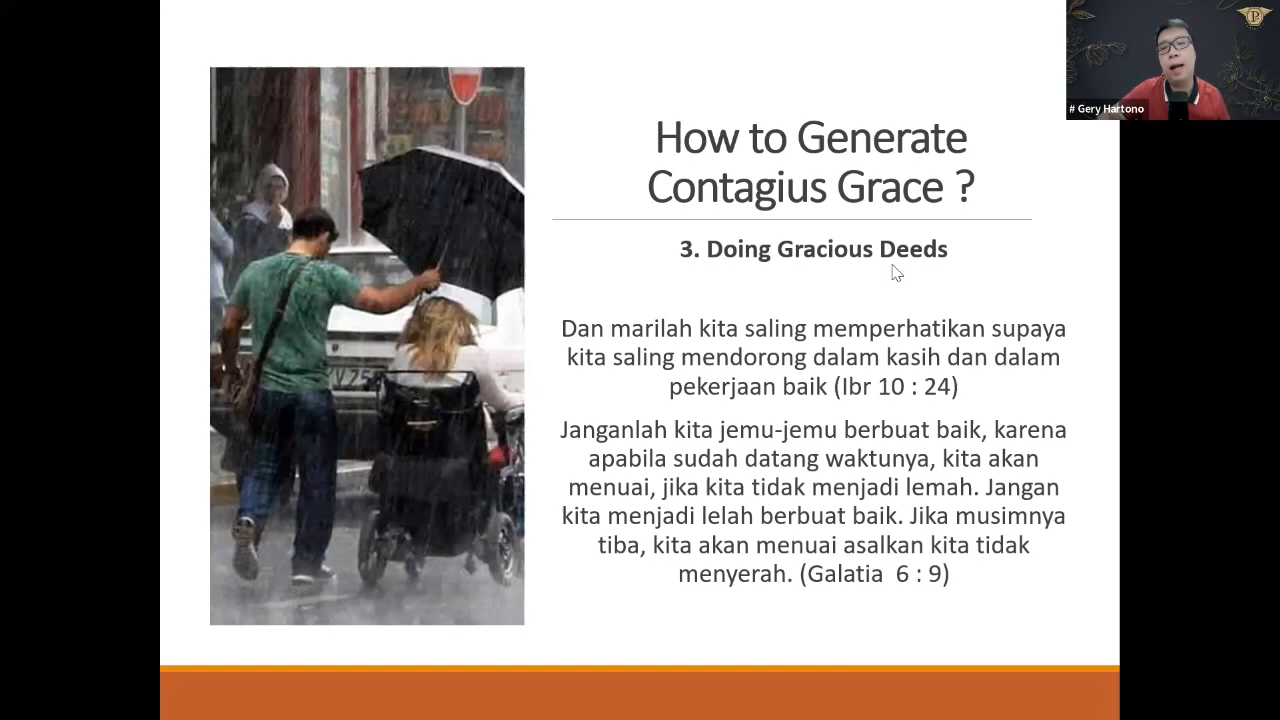 How to Generate
Contagius Grace ?
3. Doing Gracious Deeds
Dan marilah kita saling memperhatikan supaya
kita saling mendorong dalam kasih dan dalam
pekerjaan baik (Ibr 10 : 24)
Janganlah kita jemu-jemu berbuat baik, karena
apabila sudah datang waktunya, kita akan
menuai, jika kita tidak menjadi lemah. Jangan
kita menjadi lelah berbuat baik. Jika musimnya
tiba, kita akan menuai asalkan kita tidak
menyerah. (Galatia 6 : 9)
# Gery Hartono
P